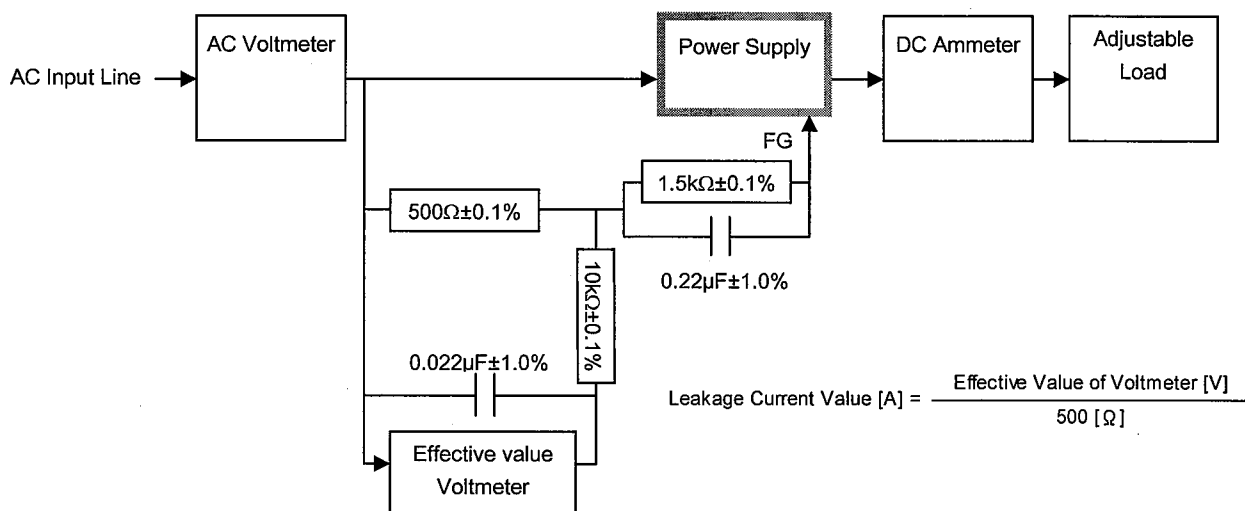 AC Input Line
AC Voltmeter
Power Supply
DC Ammeter
Adjustable
Load
FG
500Ω±0.1%
1.5kΩ±0.1%
0.22μF±1.0%
10kΩ±0.1%
0.022μF±1.0%
Effective value
Voltmeter
Leakage Current Value [A] =
Effective Value of Voltmeter [V]
500 [Ω]